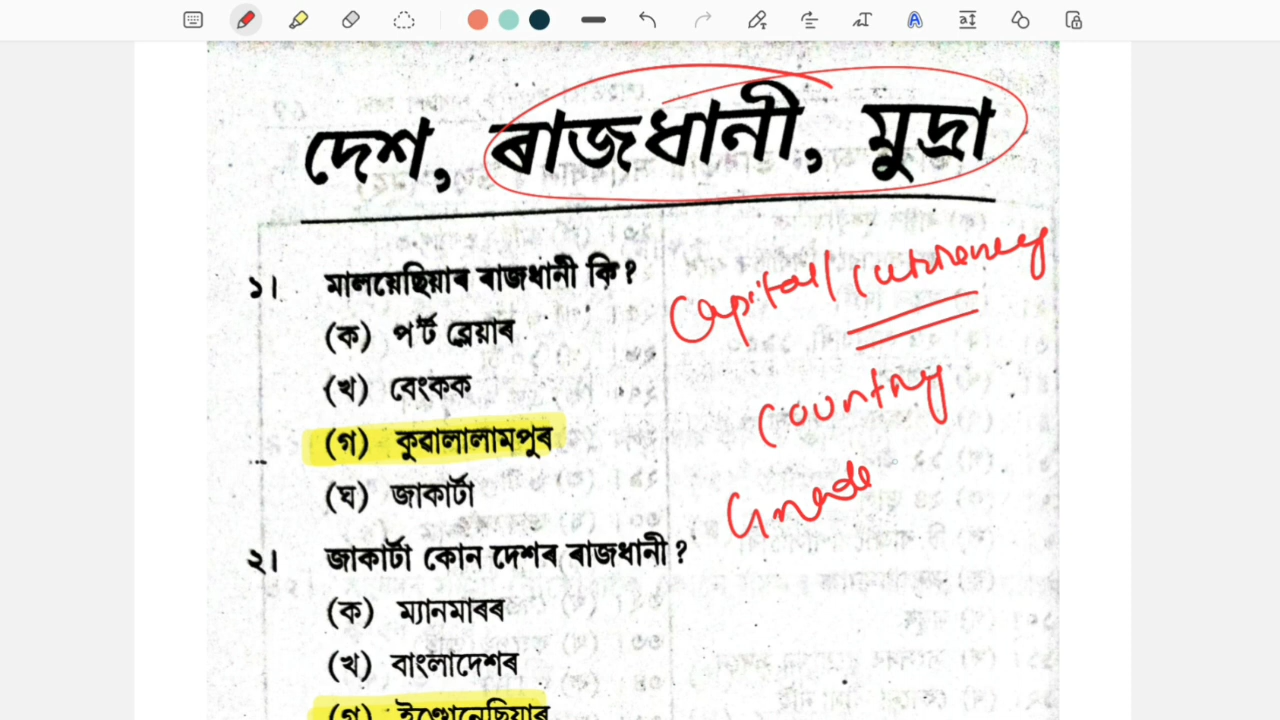 দেশ, ৰাজধানী, মুদ্ৰা
১। মালয়েছিয়াৰ ৰাজধানী কি?
(ক) পৰ্ট ব্লেয়াৰ
(খ) বেংকক
(গ) কুৱালালামপুৰ
(ঘ) জাকাৰ্টা
Capital/currency
Country
Grade
২। জাকাৰ্টা কোন দেশৰ ৰাজধানী?
(ক) ম্যানমাৰৰ
(খ) বাংলাদেশৰ
(গ) ইণ্ডোনেছিয়াৰ